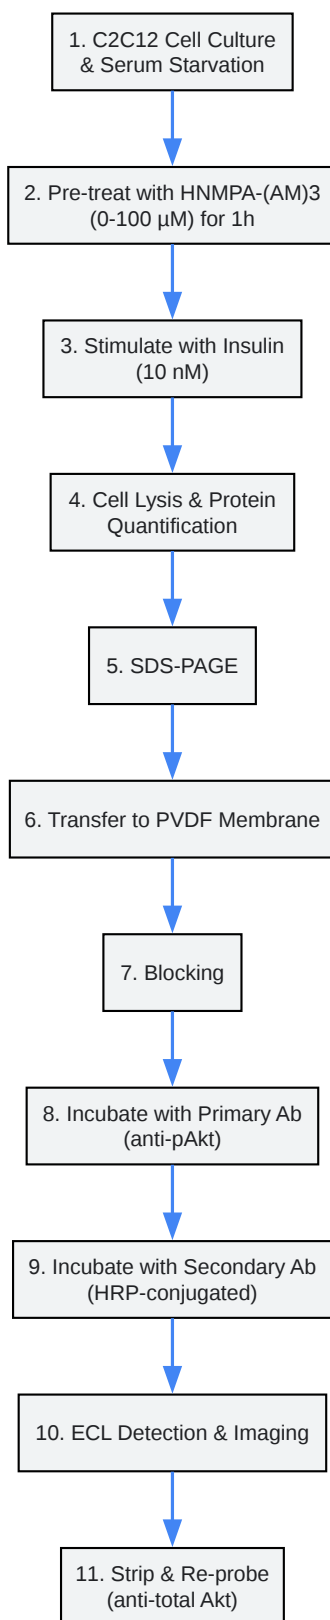 1. C2C12 Cell Culture
& Serum Starvation
2. Pre-treat with HNMPA-(AM)3
(0-100 µM) for 1h
3. Stimulate with Insulin
(10 nM)
4. Cell Lysis & Protein
Quantification
5. SDS-PAGE
6. Transfer to PVDF Membrane
7. Blocking
8. Incubate with Primary Ab
(anti-pAkt)
9. Incubate with Secondary Ab
(HRP-conjugated)
10. ECL Detection & Imaging
11. Strip & Re-probe
(anti-total Akt)